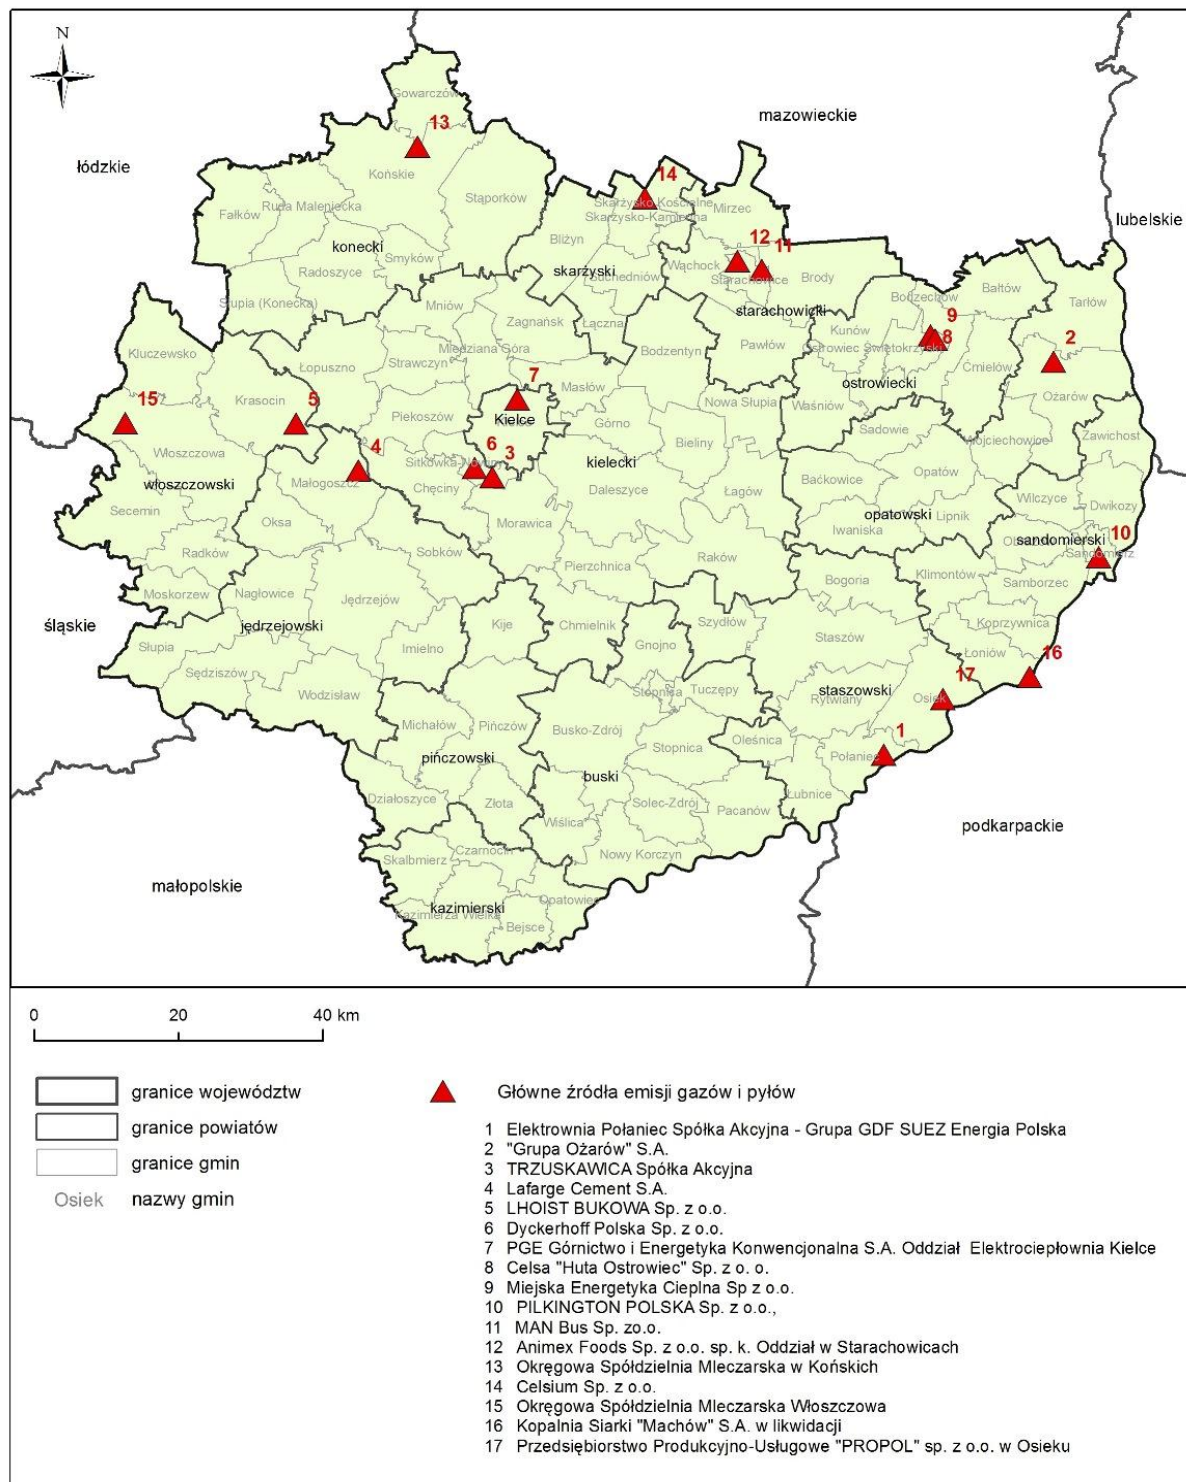 N
mazowieckie
łódzkie
lubelskie
Gowarczów
13
Końskie
Stąporków
14
Skarżysko-Kościelne
Mirzec
Skarżysko-Kamienna
Fałków
Ruda Maleniecka
konecki
Smyków
Radoszyce
Słupia (Konecka)
Bliżyn
skarżyski
Suchedniów
12
11
Wąchock
Starachowice
Brody
starachowicki
Bałtów
Bodzechów
Tarłów
Mniów
Zagnańsk
Łączna
Bodzentyn
Pawłów
Kunów
9
8
Ostrowiec Świętokrzyski
ostrowiecki
Ćmielów
2
Ożarów
Kluczewsko
Łopuszno
Strawczyn
Miedziana Góra
7
Masłów
Kielce
Nowa Słupia
Waśniów
Sadowie
Wojciechowice
Zawichost
15
Krasocin
5
Piekoszów
Górno
Bieliny
kielecki
Włoszczowa
4
6
3
Sitkówka-Nowiny
Chęciny
Daleszyce
Łagów
Baćkowice
Opatów
włoszczowski
Małogoszcz
Secemin
Oksa
Morawica
Iwaniska
opatowski
Lipnik
Wilczyce
Dwikozy
sandomierski
10
Sandomierz
Radków
Sobków
Pierzchnica
Raków
Bogoria
Klimontów
Samborzec
Moskorzew
Nagłowice
Jędrzejów
śląskie
jędrzejowski
Słupia
Imielno
Kije
Chmielnik
Gnojno
Szydłów
Staszów
Koprzywnica
Łoniów
16
Sędziszów
Wodzisław
Stopnica
Tuczępy
staszowski
Rytwiany
17
Osiek
Michałów
Pińczów
Busko-Zdrój
Stopnica
Oleśnica
1
Połaniec
pińczowski
buski
Działoszyce
Złota
Wiślica
Solec-Zdrój
Pacanów
Łubnice
podkarpackie
Czarnocin
Skalbmierz
Nowy Korczyn
małopolskie
kazimierski
Kazimierza Wielka
Opatowiec
Bejsce
0 20 40 km
granice województw
granice powiatów
granice gmin
Osiek nazwy gmin
Główne źródła emisji gazów i pyłów
1 Elektrownia Połaniec Spółka Akcyjna - Grupa GDF SUEZ Energia Polska
2 "Grupa Ożarów" S.A.
3 TRZUSKAWICA Spółka Akcyjna
4 Lafarge Cement S.A.
5 LHOIST BUKOWA Sp. z o.o.
6 Dyckerhoff Polska Sp. z o.o.
7 PGE Górnictwo i Energetyka Konwencjonalna S.A. Oddział Elektrociepłownia Kielce
8 Celsa "Huta Ostrowiec" Sp. z o. o.
9 Miejska Energetyka Cieplna Sp z o.o.
10 PILKINGTON POLSKA Sp. z o.o.,
11 MAN Bus Sp. zo.o.
12 Animex Foods Sp. z o.o. sp. k. Oddział w Starachowicach
13 Okręgowa Spółdzielnia Mleczarska w Końskich
14 Celsium Sp. z o.o.
15 Okręgowa Spółdzielnia Mleczarska Włoszczowa
16 Kopalnia Siarki "Machów" S.A. w likwidacji
17 Przedsiębiorstwo Produkcyjno-Usługowe "PROPOL" sp. z o.o. w Osieku